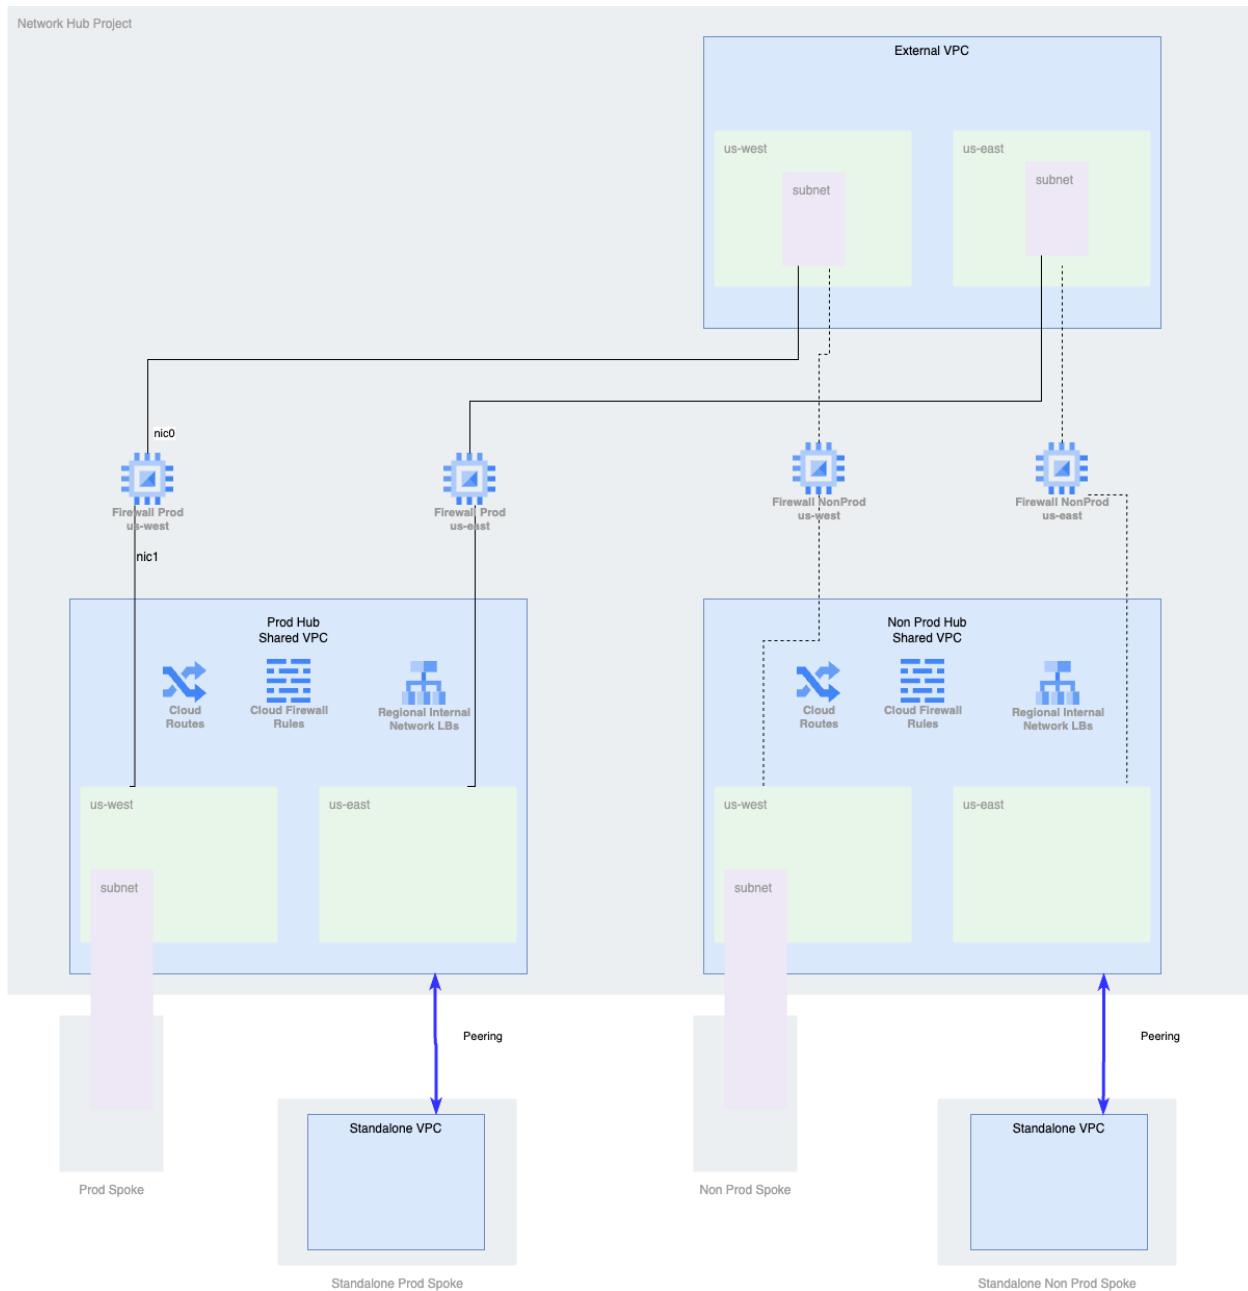 Network Hub Project
External VPC
us-west
us-east
subnet
subnet
nic0
Firewall Prod
us-west
Firewall Prod
us-east
Firewall NonProd
us-west
Firewall NonProd
us-east
nic1
Prod Hub
Shared VPC
Cloud
Routes
Cloud Firewall
Rules
Regional Internal
Network LBs
Non Prod Hub
Shared VPC
Cloud
Routes
Cloud Firewall
Rules
Regional Internal
Network LBs
us-west
us-east
us-west
us-east
subnet
subnet
Peering
Peering
Standalone VPC
Standalone VPC
Prod Spoke
Non Prod Spoke
Standalone Prod Spoke
Standalone Non Prod Spoke